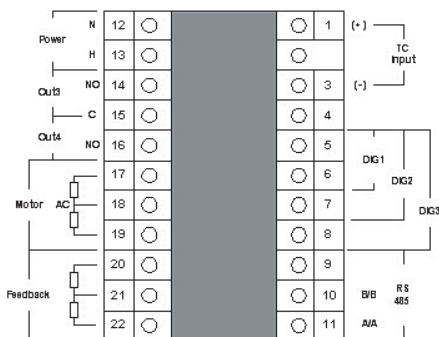 N 12 1 (+)
Power
TC
Input
H 13
Out3
NO 14 3 (-)
C 15 4
Out4
NO 16 5
DIG1
17 6
DIG2
Motor AC 18 7
DIG3
19 8
20 9
Feedback 21 10 B/B RS
485
22 11 A/A